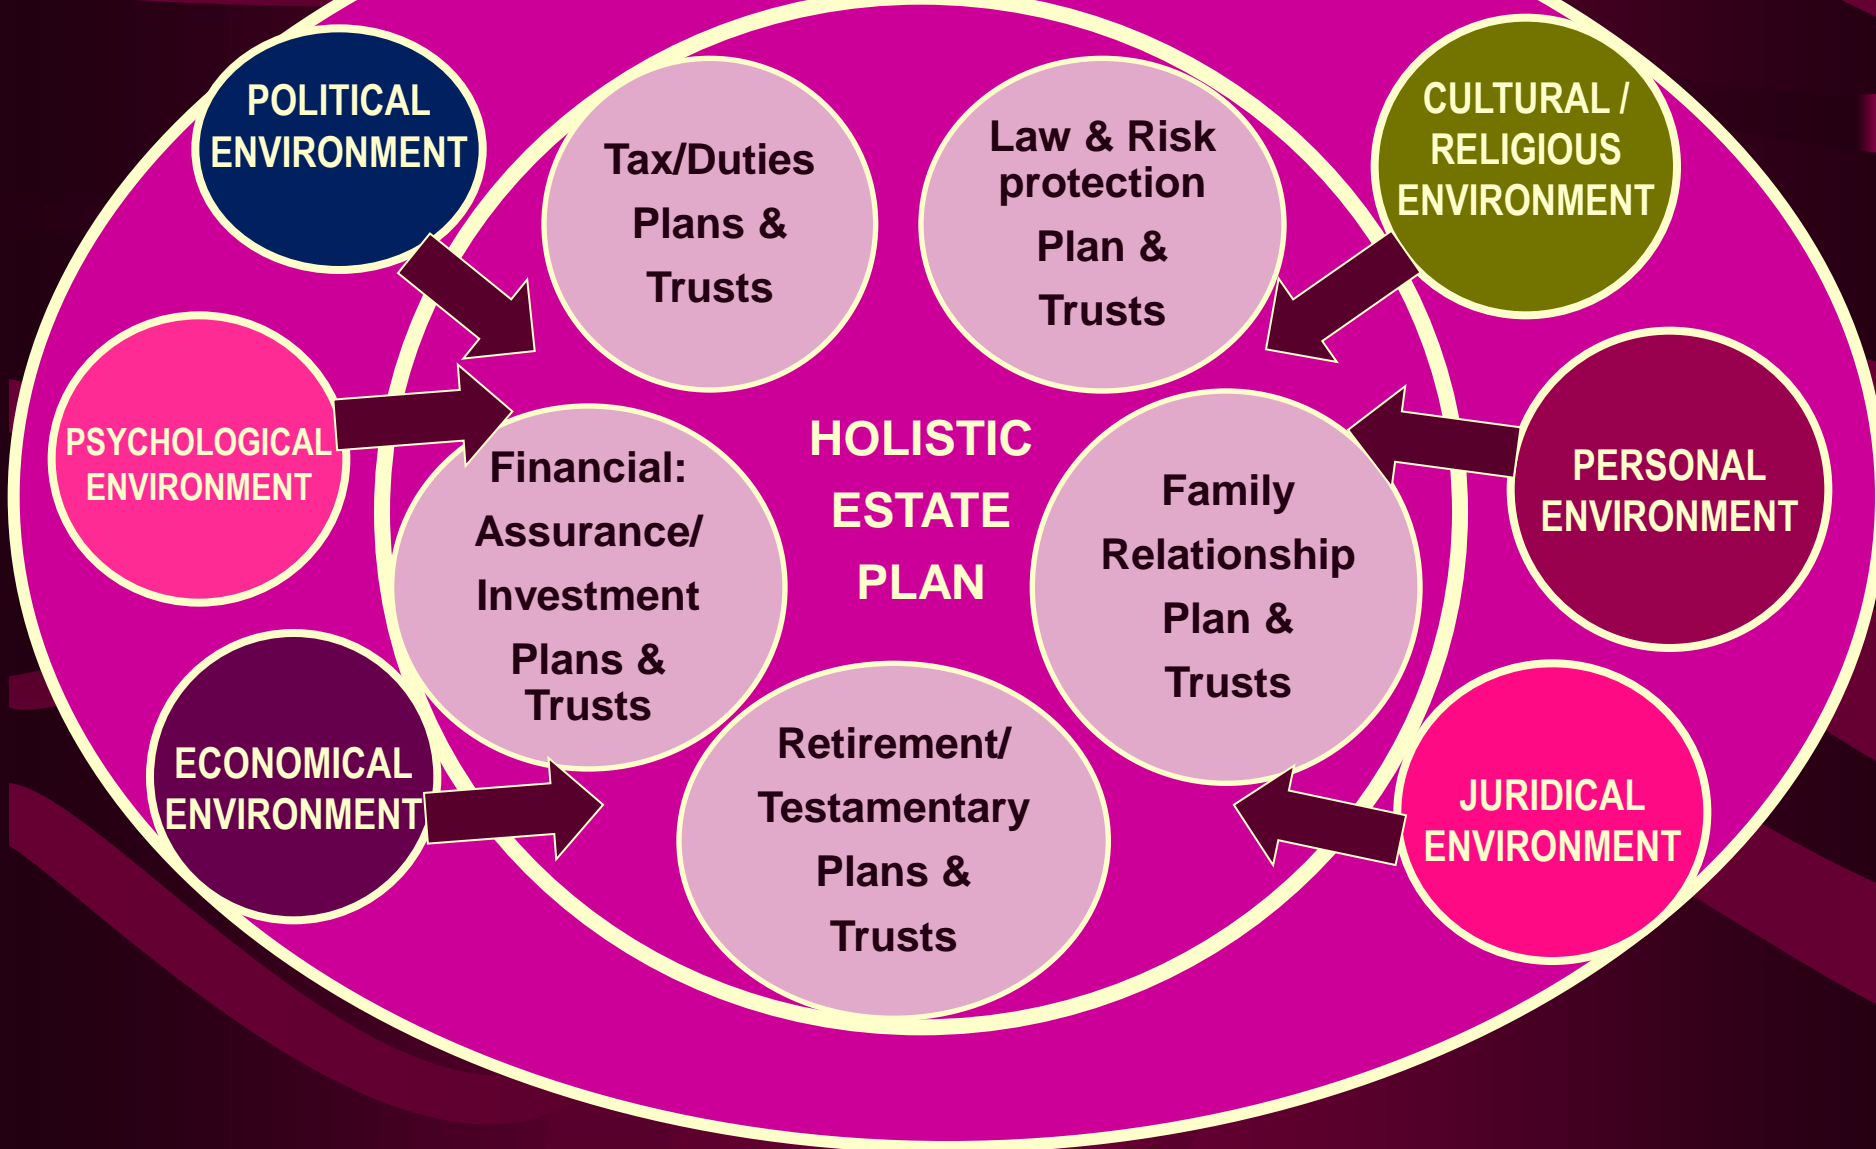 POLITICAL
ENVIRONMENT
Tax/Duties
Plans &
Trusts
Law & Risk
protection
Plan &
Trusts
CULTURAL /
RELIGIOUS
ENVIRONMENT
PSYCHOLOGICAL
ENVIRONMENT
Financial:
Assurance/
Investment
Plans &
Trusts
HOLISTIC
ESTATE
PLAN
Family
Relationship
Plan &
Trusts
PERSONAL
ENVIRONMENT
ECONOMICAL
ENVIRONMENT
Retirement/
Testamentary
Plans &
Trusts
JURIDICAL
ENVIRONMENT